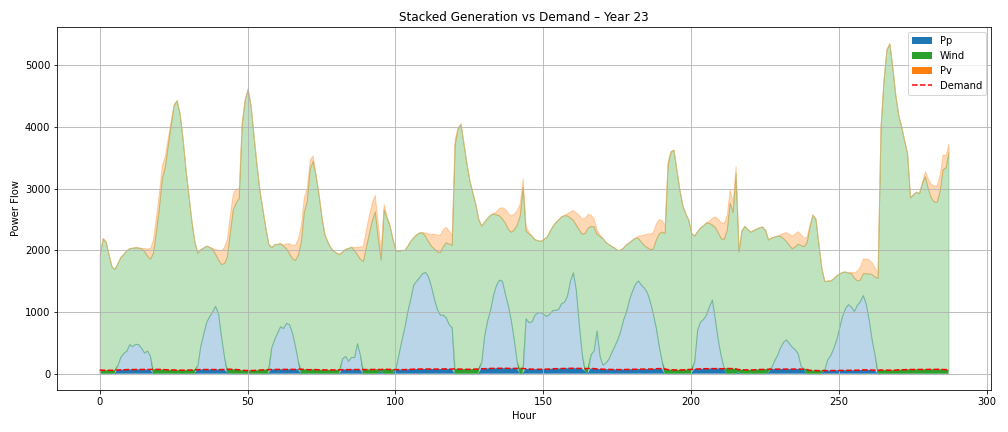 Stacked Generation vs Demand – Year 23
Pp
Wind
Pv
Demand
Power Flow
5000
4000
3000
2000
1000
0
0
50
100
150
200
250
300
Hour